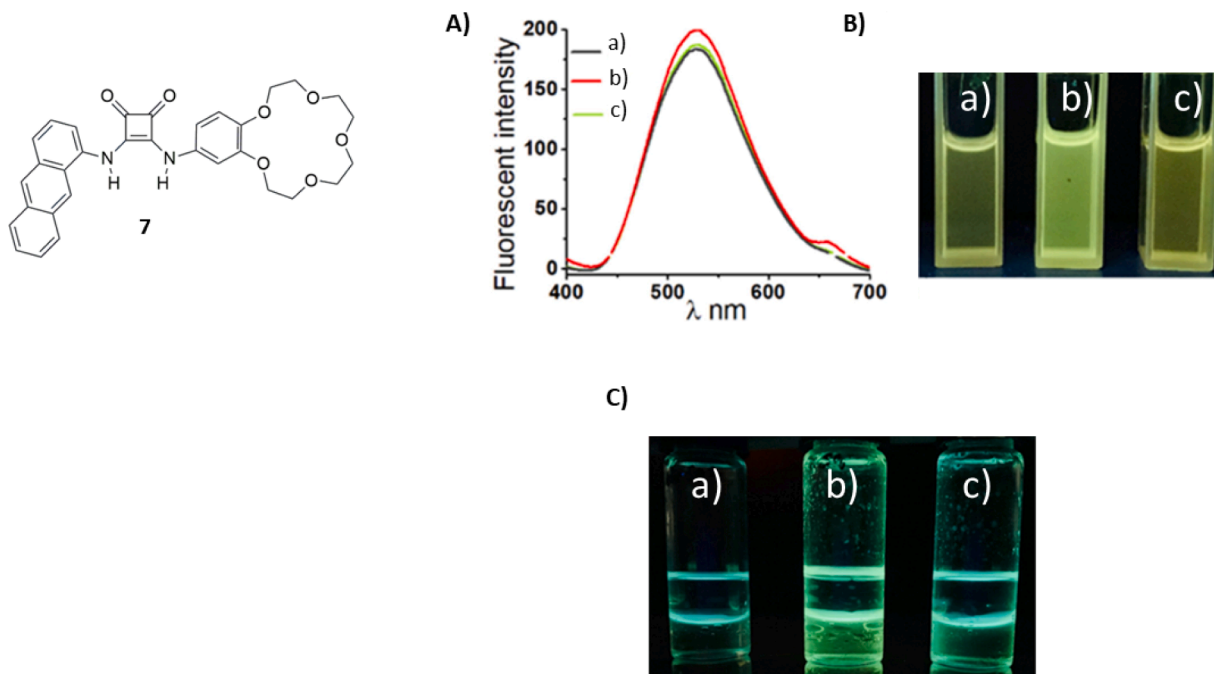 A)
B)
200
150
100
50
0
Fluorescent intensity
400
500
600
700
λ nm
a)
b)
c)
a)
b)
c)
O
O
N
H
N
H
O
O
O
O
O
O
7
C)
a)
b)
c)